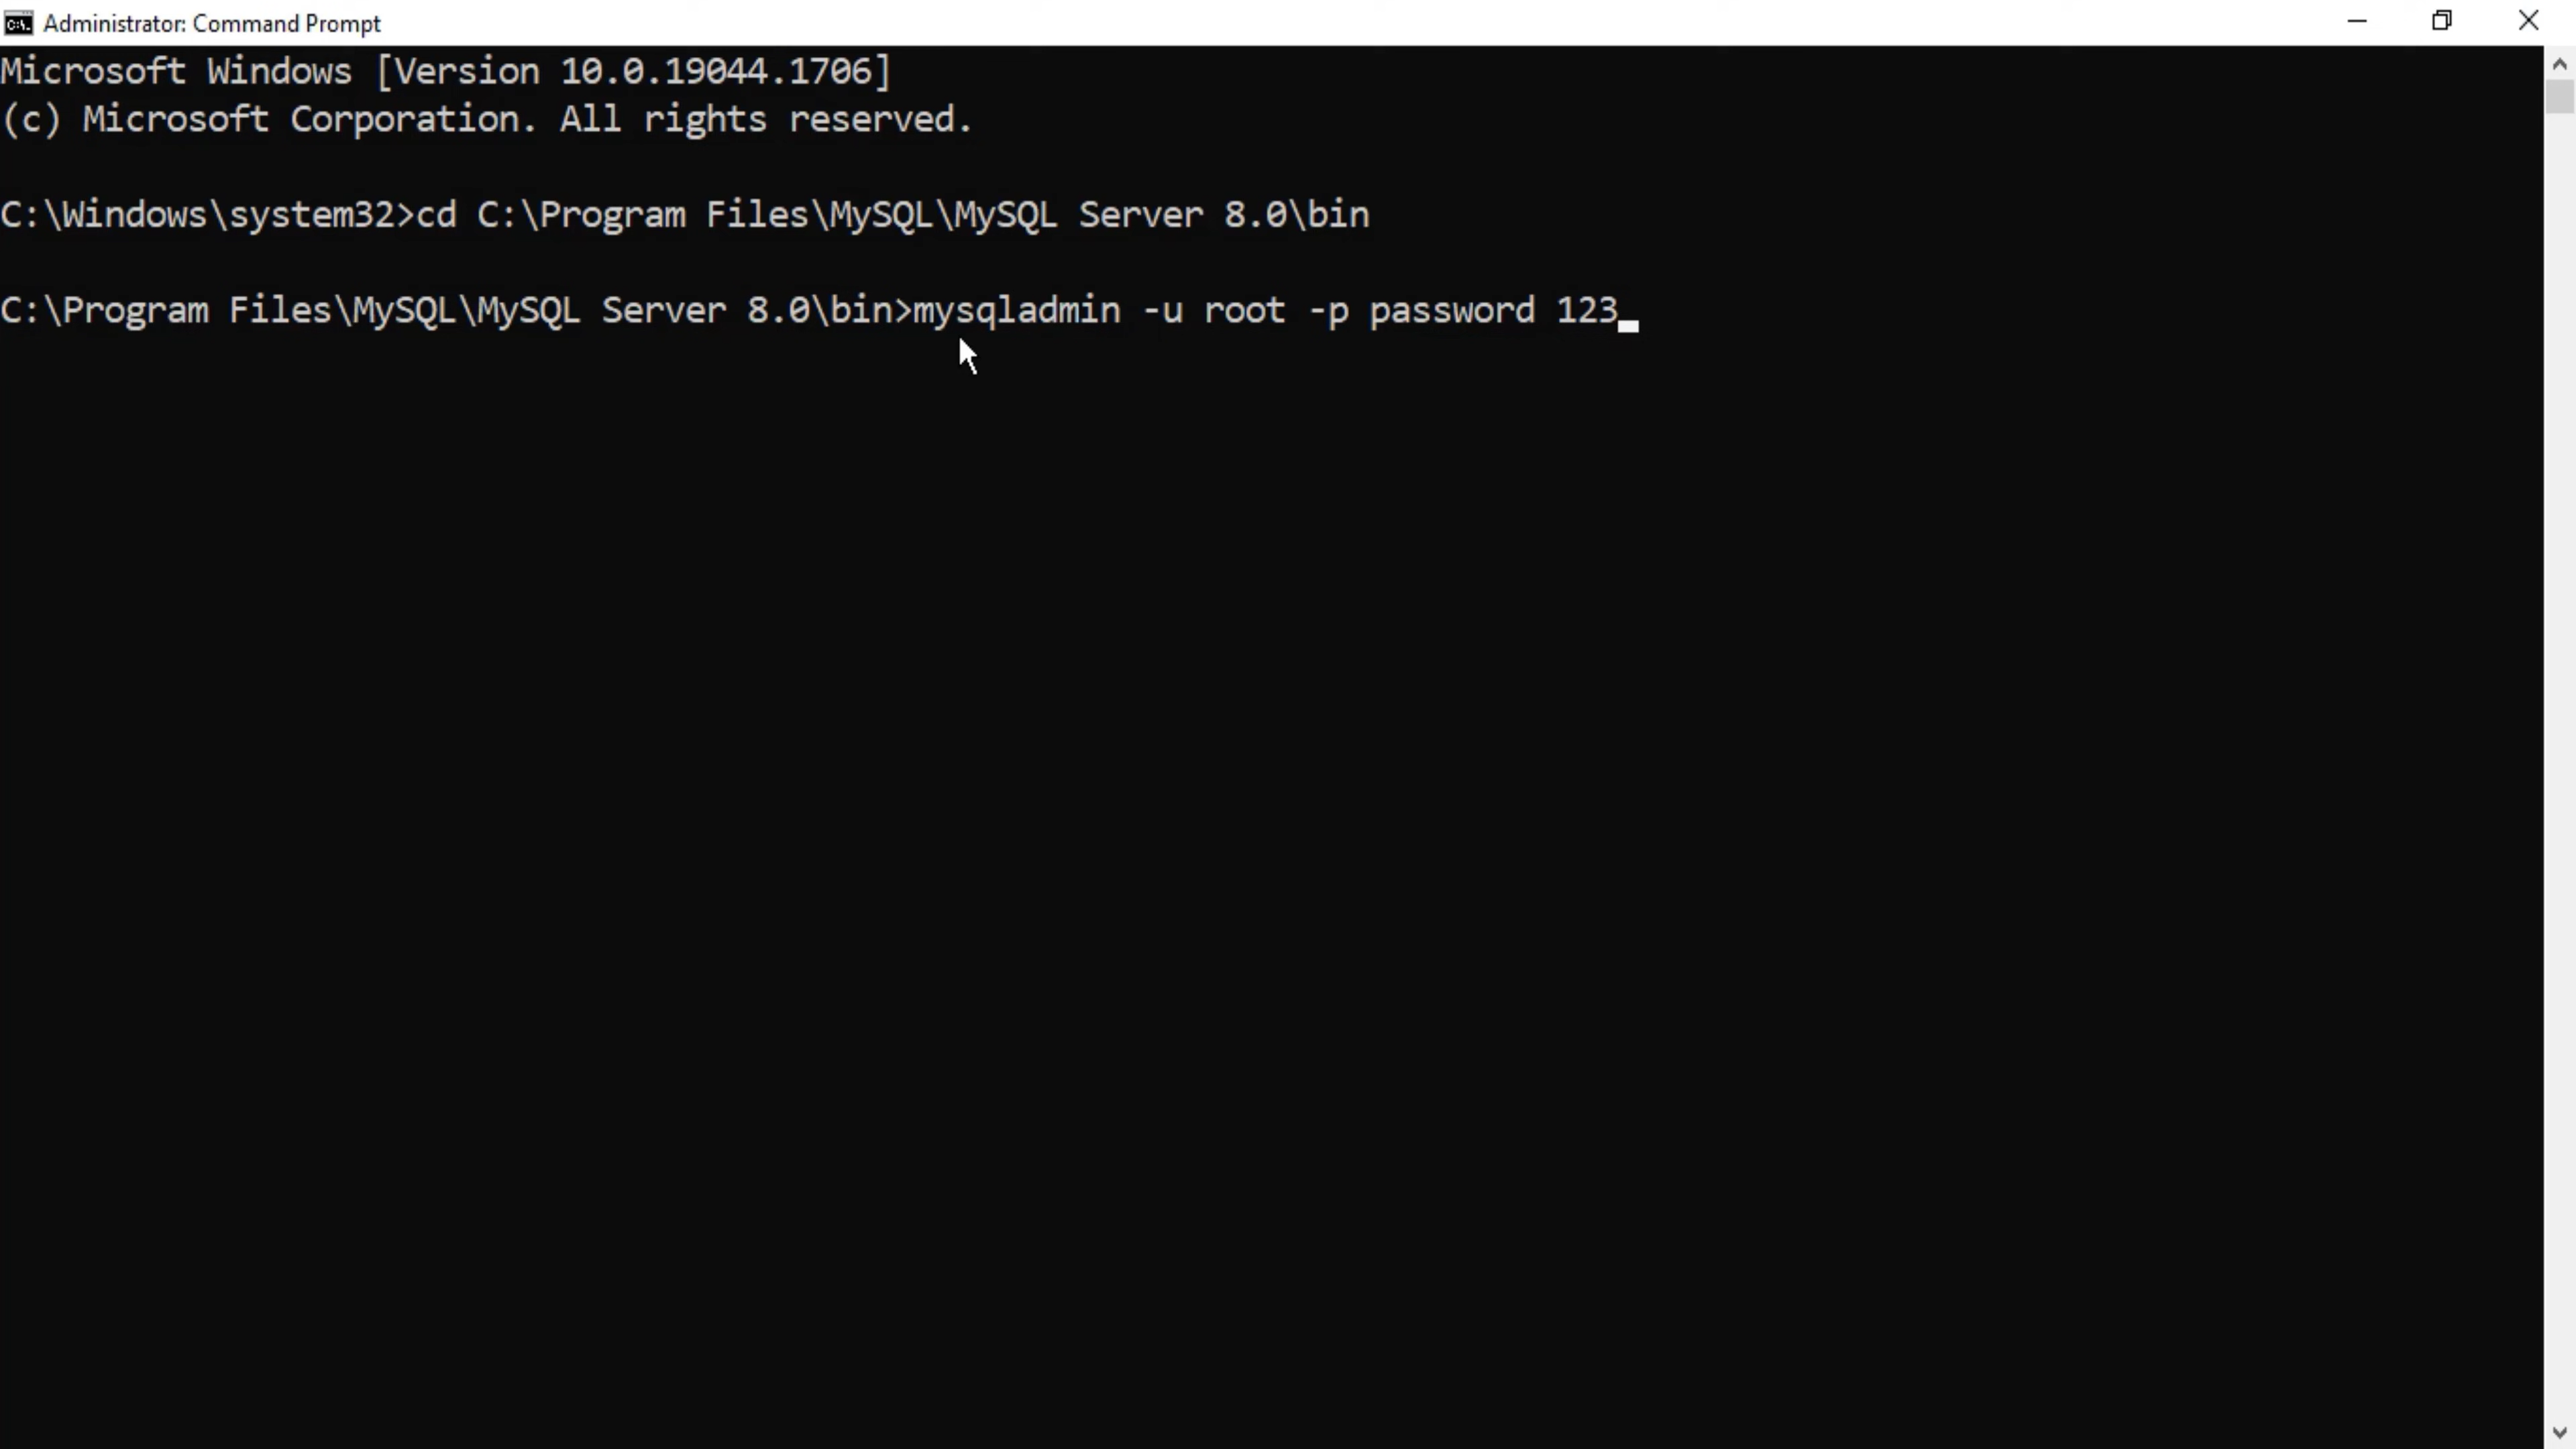 Administrator: Command Prompt
Microsoft Windows [Version 10.0.19044.1706]
(c) Microsoft Corporation. All rights reserved.
C:\Windows\system32>cd C:\Program Files\MySQL\MySQL Server 8.0\bin
C:\Program Files\MySQL\MySQL Server 8.0\bin>mysqladmin -u root -p password 123_